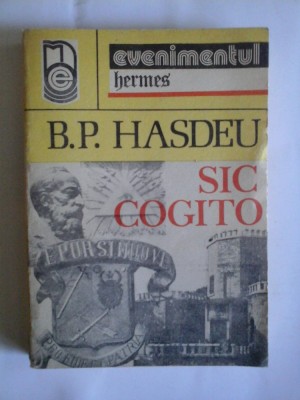 evenimentul
hermes
B.P. HASDEU
SIC
COGITO
E PUR SI MUOVE